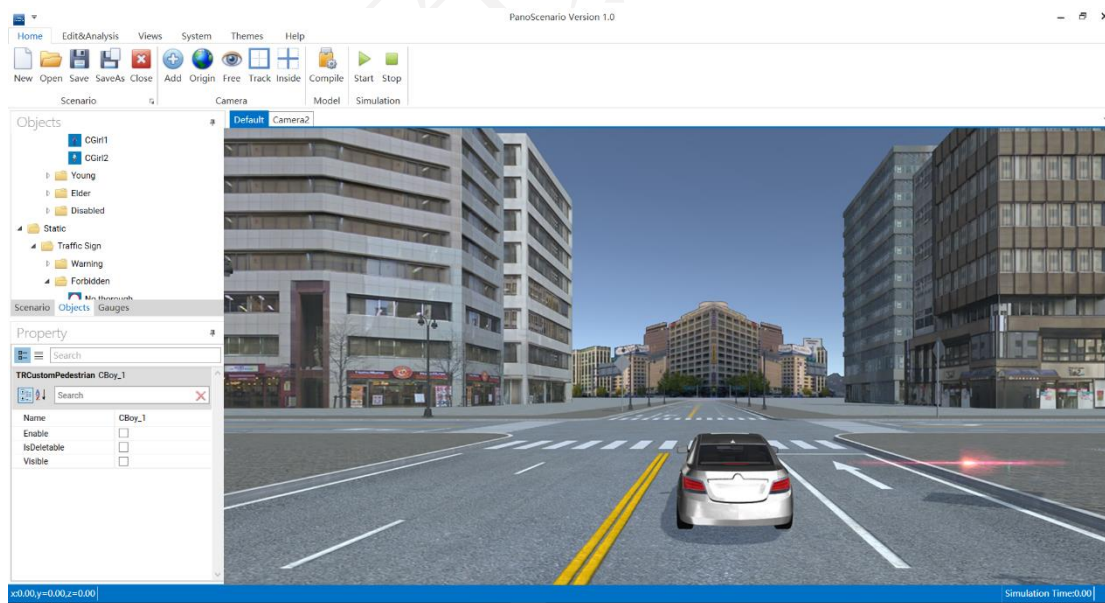 PanoScenario Version 1.0
Home Edit&Analysis Views System Themes Help
New Open Save SaveAs Close Add Origin Free Track Inside Compile Start Stop
Scenario Camera Model Simulation
Objects
Default Camera2
CGirl1
CGirl2
Young
Elder
Disabled
Static
Traffic Sign
Warning
Forbidden
No thorough
Scenario Objects Gauges
Property
Search
TRCustomPedestrian CBoy_1
Search
Name CBoy_1
Enable
IsDeletable
Visible
x:0.00,y=0.00,z=0.00
Simulation Time:0.00